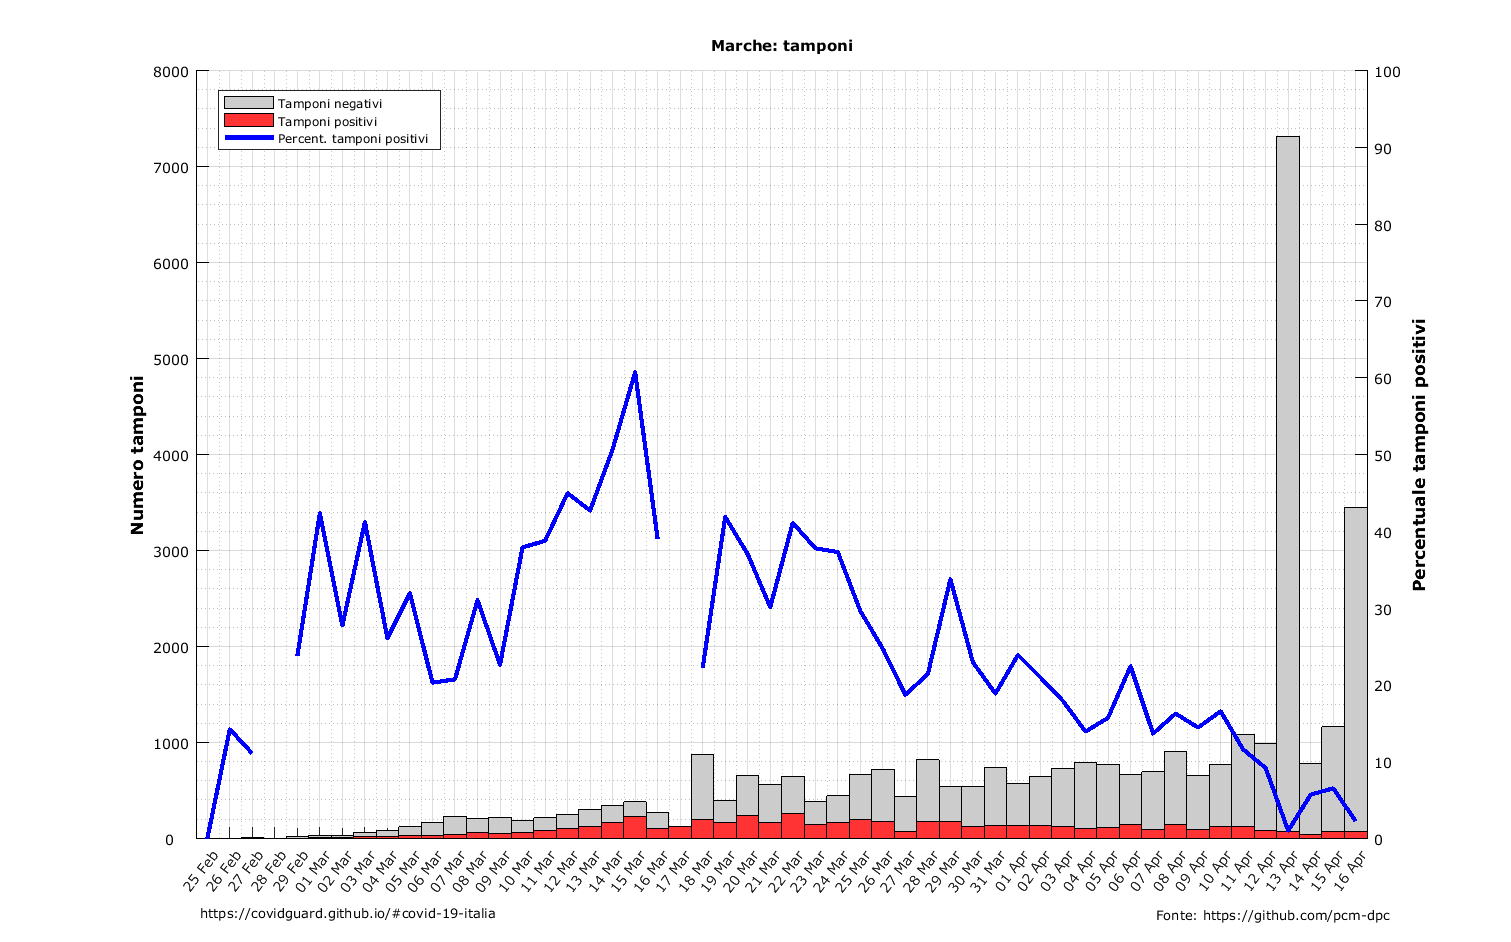 Marche: tamponi
Tamponi negativi
Tamponi positivi
Percent. tamponi positivi
Numero tamponi
8000
7000
6000
5000
4000
3000
2000
1000
0
Percentuale tamponi positivi
100
90
80
70
60
50
40
30
20
10
0
25 Feb
26 Feb
27 Feb
28 Feb
29 Feb
01 Mar
02 Mar
03 Mar
04 Mar
05 Mar
06 Mar
07 Mar
08 Mar
09 Mar
10 Mar
11 Mar
12 Mar
13 Mar
14 Mar
15 Mar
16 Mar
17 Mar
18 Mar
19 Mar
20 Mar
21 Mar
22 Mar
23 Mar
24 Mar
25 Mar
26 Mar
27 Mar
28 Mar
29 Mar
30 Mar
31 Mar
01 Apr
02 Apr
03 Apr
04 Apr
05 Apr
06 Apr
07 Apr
08 Apr
09 Apr
10 Apr
11 Apr
12 Apr
13 Apr
14 Apr
15 Apr
16 Apr
https://covidguard.github.io/#covid-19-italia
Fonte: https://github.com/pcm-dpc